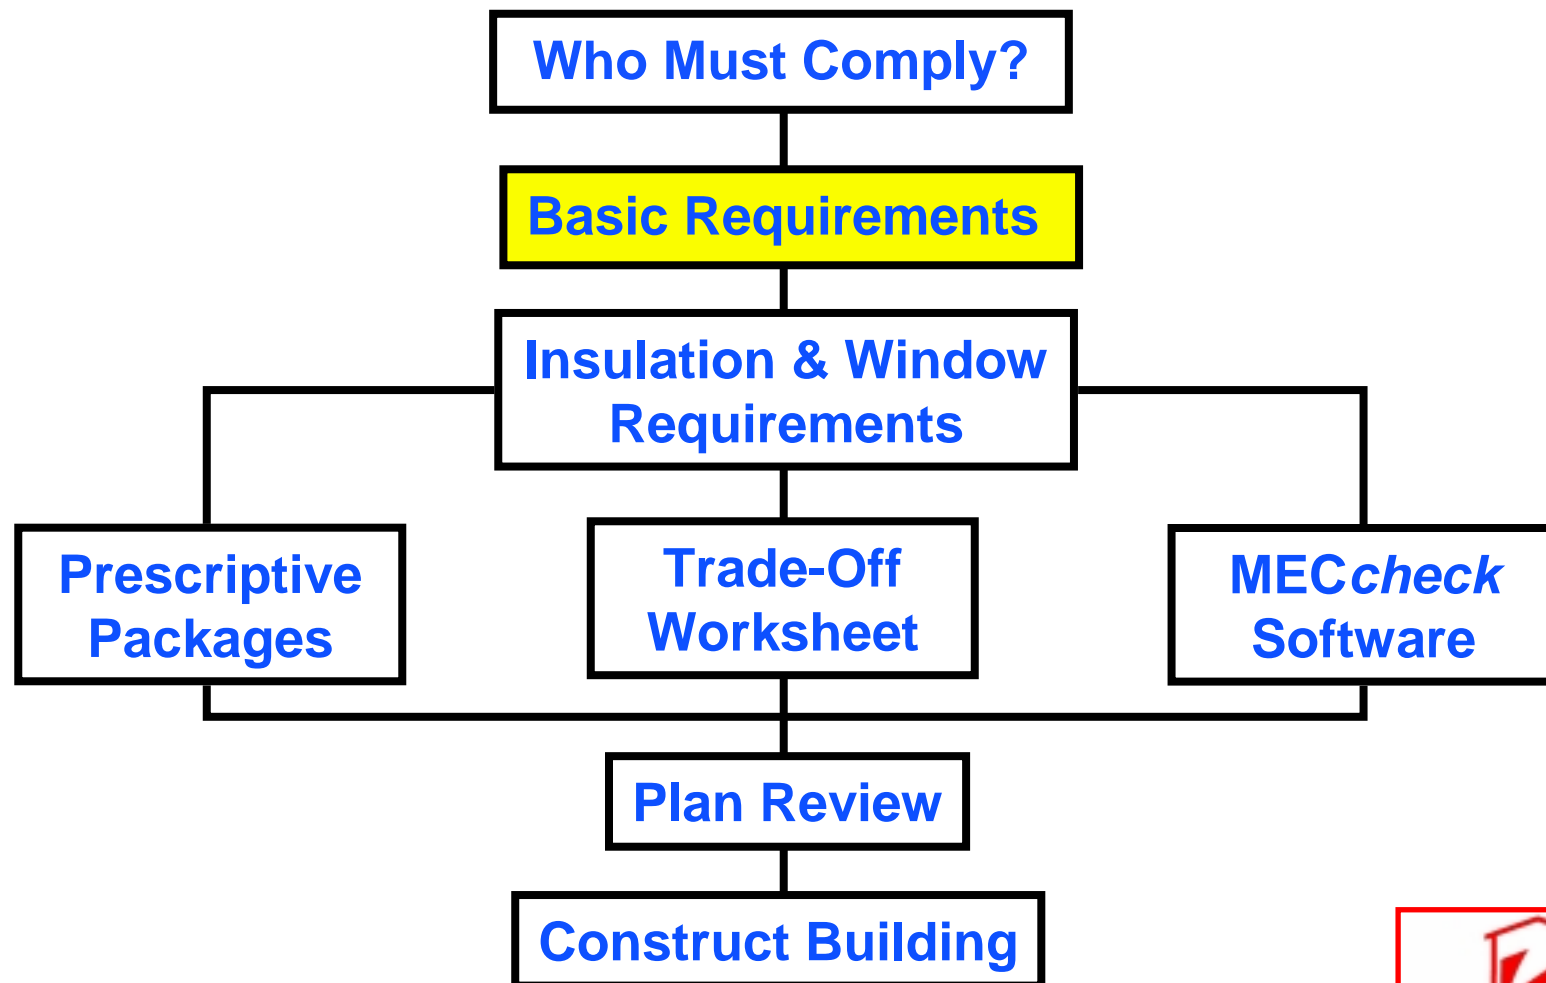 Who Must Comply?
Basic Requirements
Insulation & Window
Requirements
Prescriptive
Packages
Trade-Off
Worksheet
MECcheck
Software
Plan Review
Construct Building